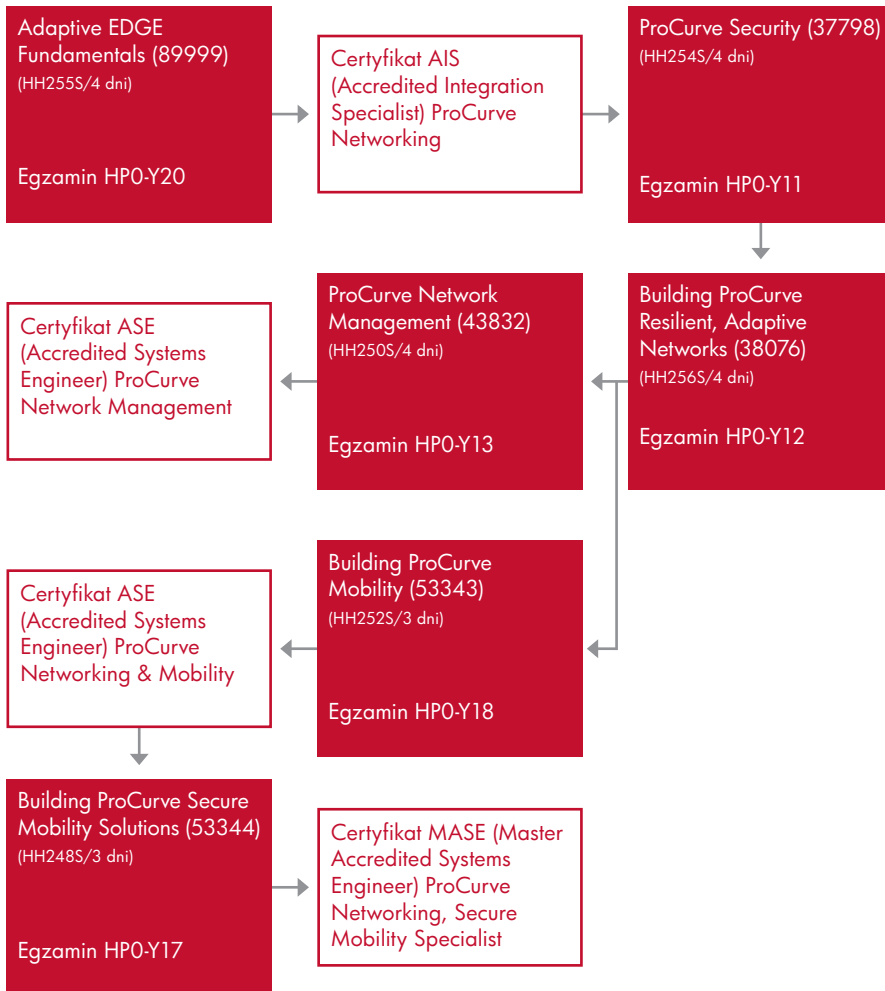 Adaptive EDGE
Fundamentals (89999)
(HH255S/4 dni)
Egzamin HP0-Y20
Certyfikat AIS
(Accredited Integration
Specialist) ProCurve
Networking
ProCurve Security (37798)
(HH254S/4 dni)
Egzamin HP0-Y11
Certyfikat ASE
(Accredited Systems
Engineer) ProCurve
Network Management
ProCurve Network
Management (43832)
(HH250S/4 dni)
Egzamin HP0-Y13
Building ProCurve
Resilient, Adaptive
Networks (38076)
(HH256S/4 dni)
Egzamin HP0-Y12
Certyfikat ASE
(Accredited Systems
Engineer) ProCurve
Networking & Mobility
Building ProCurve
Mobility (53343)
(HH252S/3 dni)
Egzamin HP0-Y18
Building ProCurve Secure
Mobility Solutions (53344)
(HH248S/3 dni)
Egzamin HP0-Y17
Certyfikat MASE (Master
Accredited Systems
Engineer) ProCurve
Networking, Secure
Mobility Specialist